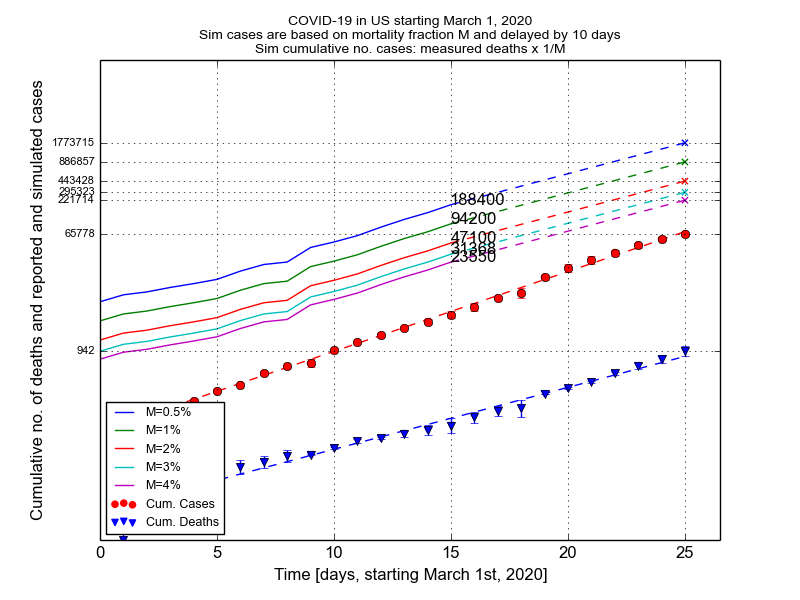 COVID-19 in US starting March 1, 2020
Sim cases are based on mortality fraction M and delayed by 10 days
Sim cumulative no. cases: measured deaths x 1/M
Cumulative no. of deaths and reported and simulated cases
1773715
886857
443428
295323
221714
65778
942
188400
94200
47100
31368
23550
M=0.5%
M=1%
M=2%
M=3%
M=4%
Cum. Cases
Cum. Deaths
0 5 10 15 20 25
Time [days, starting March 1st, 2020]